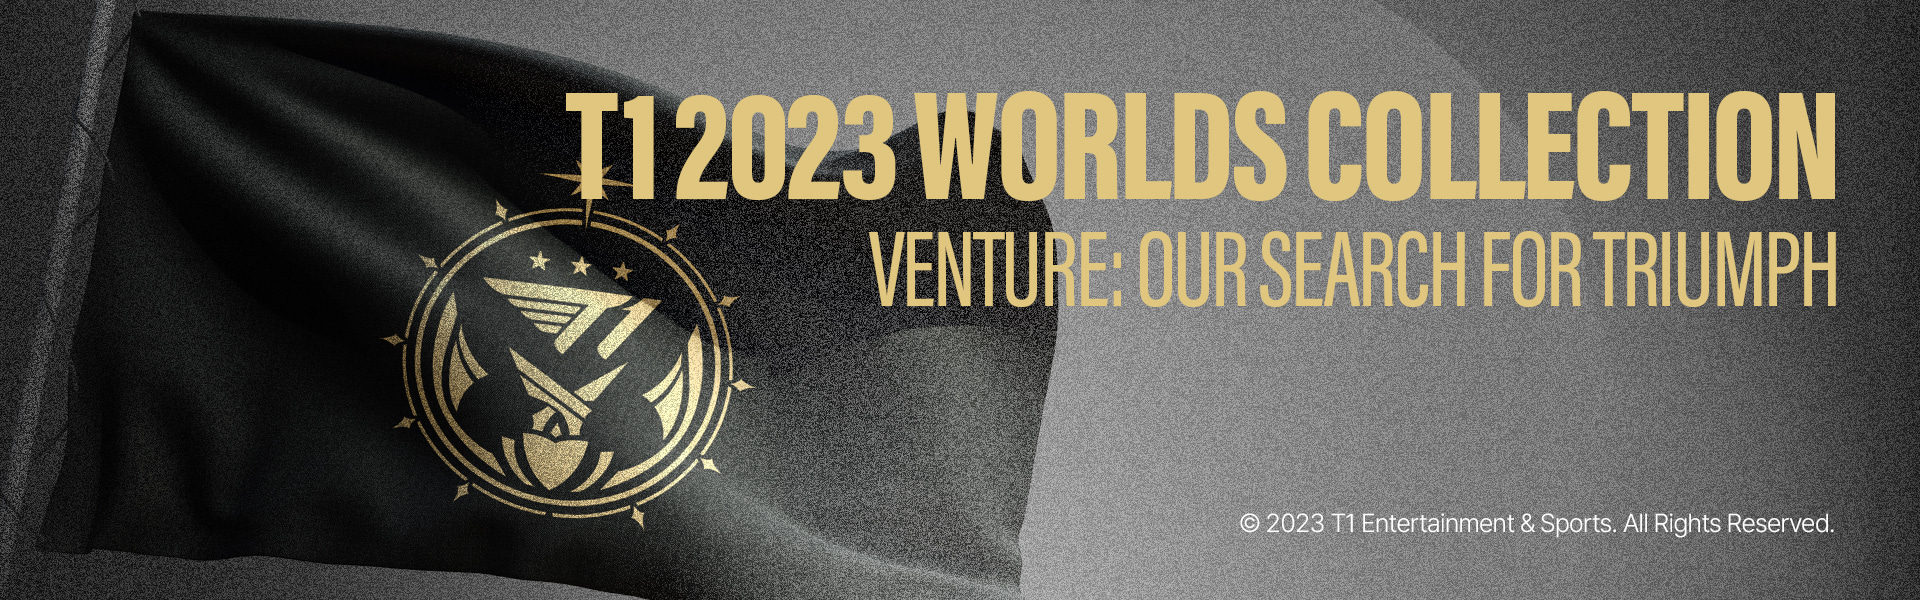 T1 2023 WORLDS COLLECTION
VENTURE: OUR SEARCH FOR TRIUMPH
T1
© 2023 T1 Entertainment & Sports. All Rights Reserved.